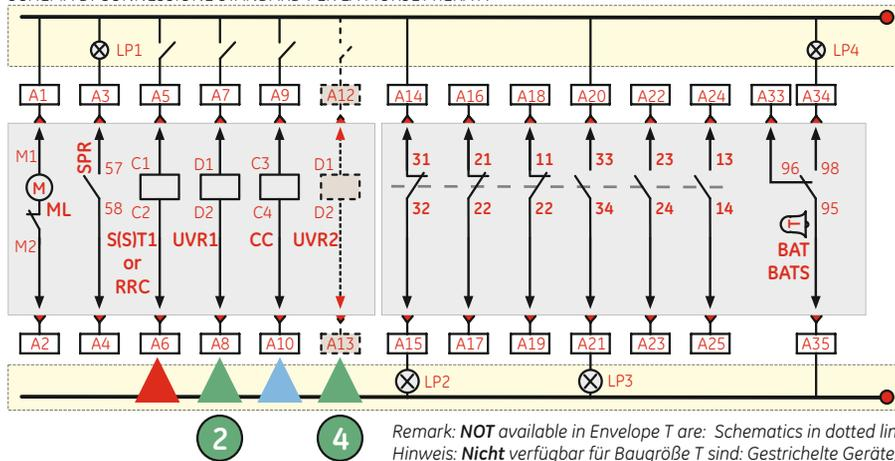 LP1 LP4
A1 A3 A5 A7 A9 A12 A14 A16 A18 A20 A22 A24 A33 A34
M1 SPR 57 C1 D1 C3 D1 31 21 11 33 23 13 96 98
M
ML 58 C2 D2 C4 D2 32 22 22 34 24 14 95
M2 S(S)T1 UVR1 CC UVR2 T
or BAT
RRC BATS
A2 A4 A6 A8 A10 A13 A15 A17 A19 A21 A23 A25 A35
LP2 LP3
2 4
Remark: NOT available in Envelope T are: Schematics in dotted lin
Hinweis: Nicht verfügbar für Baugröße T sind: Gestrichelte Geräte